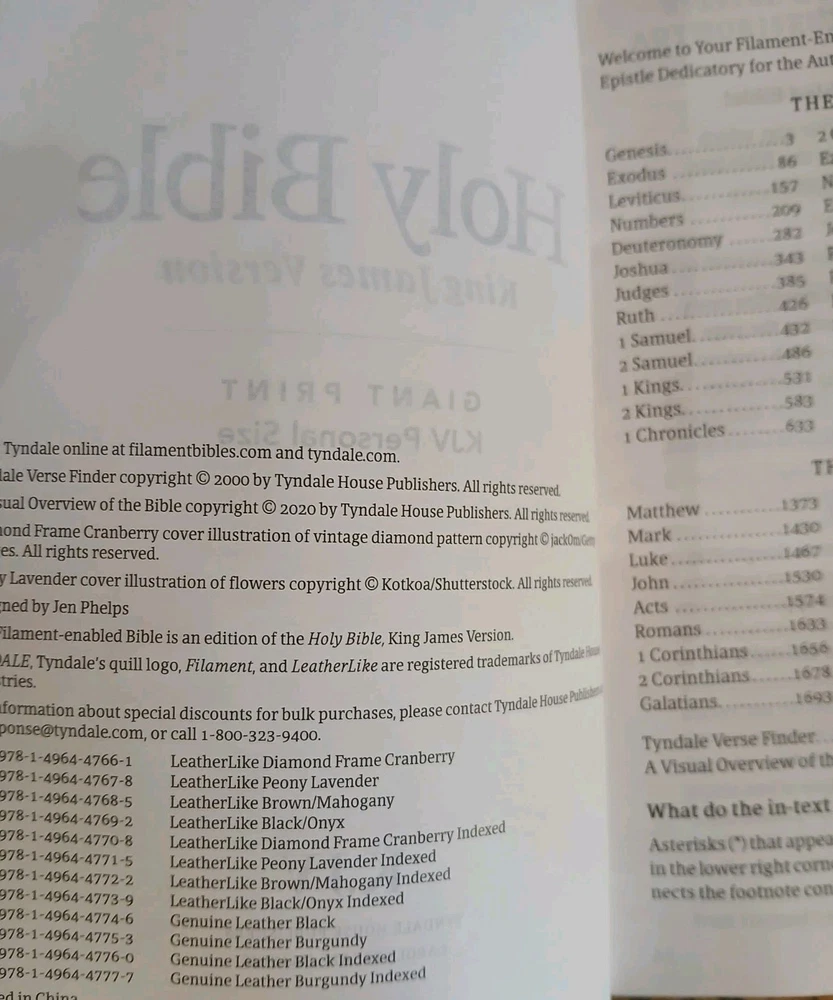 Holy Bible
King James Version
GIANT PRINT
KJV Personal Size
Tyndale online at filamentbibles.com and tyndale.com.
dale Verse Finder copyright © 2000 by Tyndale House Publishers. All rights reserved.
sual Overview of the Bible copyright © 2020 by Tyndale House Publishers. All rights reserved.
mond Frame Cranberry cover illustration of vintage diamond pattern copyright ©
es. All rights reserved.
y Lavender cover illustration of flowers copyright © Kotkoa/Shutterstock. All rights reserved.
ned by Jen Phelps
Filament-enabled Bible is an edition of the Holy Bible, King James Version.
DALE, Tyndale's quill logo, Filament, and LeatherLike are registered trademarks of Tyndale House
tries.
nformation about special discounts for bulk purchases, please contact Tyndale House Publishers
ponse@tyndale.com, or call 1-800-323-9400.
978-1-4964-4766-1 LeatherLike Diamond Frame Cranberry
978-1-4964-4767-8 LeatherLike Peony Lavender
978-1-4964-4768-5 LeatherLike Brown/Mahogany
978-1-4964-4769-2 LeatherLike Black/Onyx
978-1-4964-4770-8 LeatherLike Diamond Frame Cranberry Indexed
978-1-4964-4771-5 LeatherLike Peony Lavender Indexed
978-1-4964-4772-2 LeatherLike Brown/Mahogany Indexed
978-1-4964-4773-9 LeatherLike Black/Onyx Indexed
978-1-4964-4774-6 Genuine Leather Black
978-1-4964-4775-3 Genuine Leather Burgundy
978-1-4964-4776-0 Genuine Leather Black Indexed
978-1-4964-4777-7 Genuine Leather Burgundy Indexed
ed in China
Welcome to Your Filament-En
Epistle Dedicatory for the Aut
THE
Genesis 3 2
Exodus 86 E
Leviticus 157 N
Numbers 209 E
Deuteronomy 282
Joshua 343
Judges 385
Ruth 426
1 Samuel 432
2 Samuel 486
1 Kings 531
2 Kings 583
1 Chronicles 633
TH
Matthew 1373
Mark 1430
Luke 1467
John 1530
Acts 1574
Romans 1633
1 Corinthians 1656
2 Corinthians 1678
Galatians 1693
Tyndale Verse Finder
A Visual Overview of th
What do the in-text
Asterisks (*) that appea
in the lower right corn
nects the footnote con